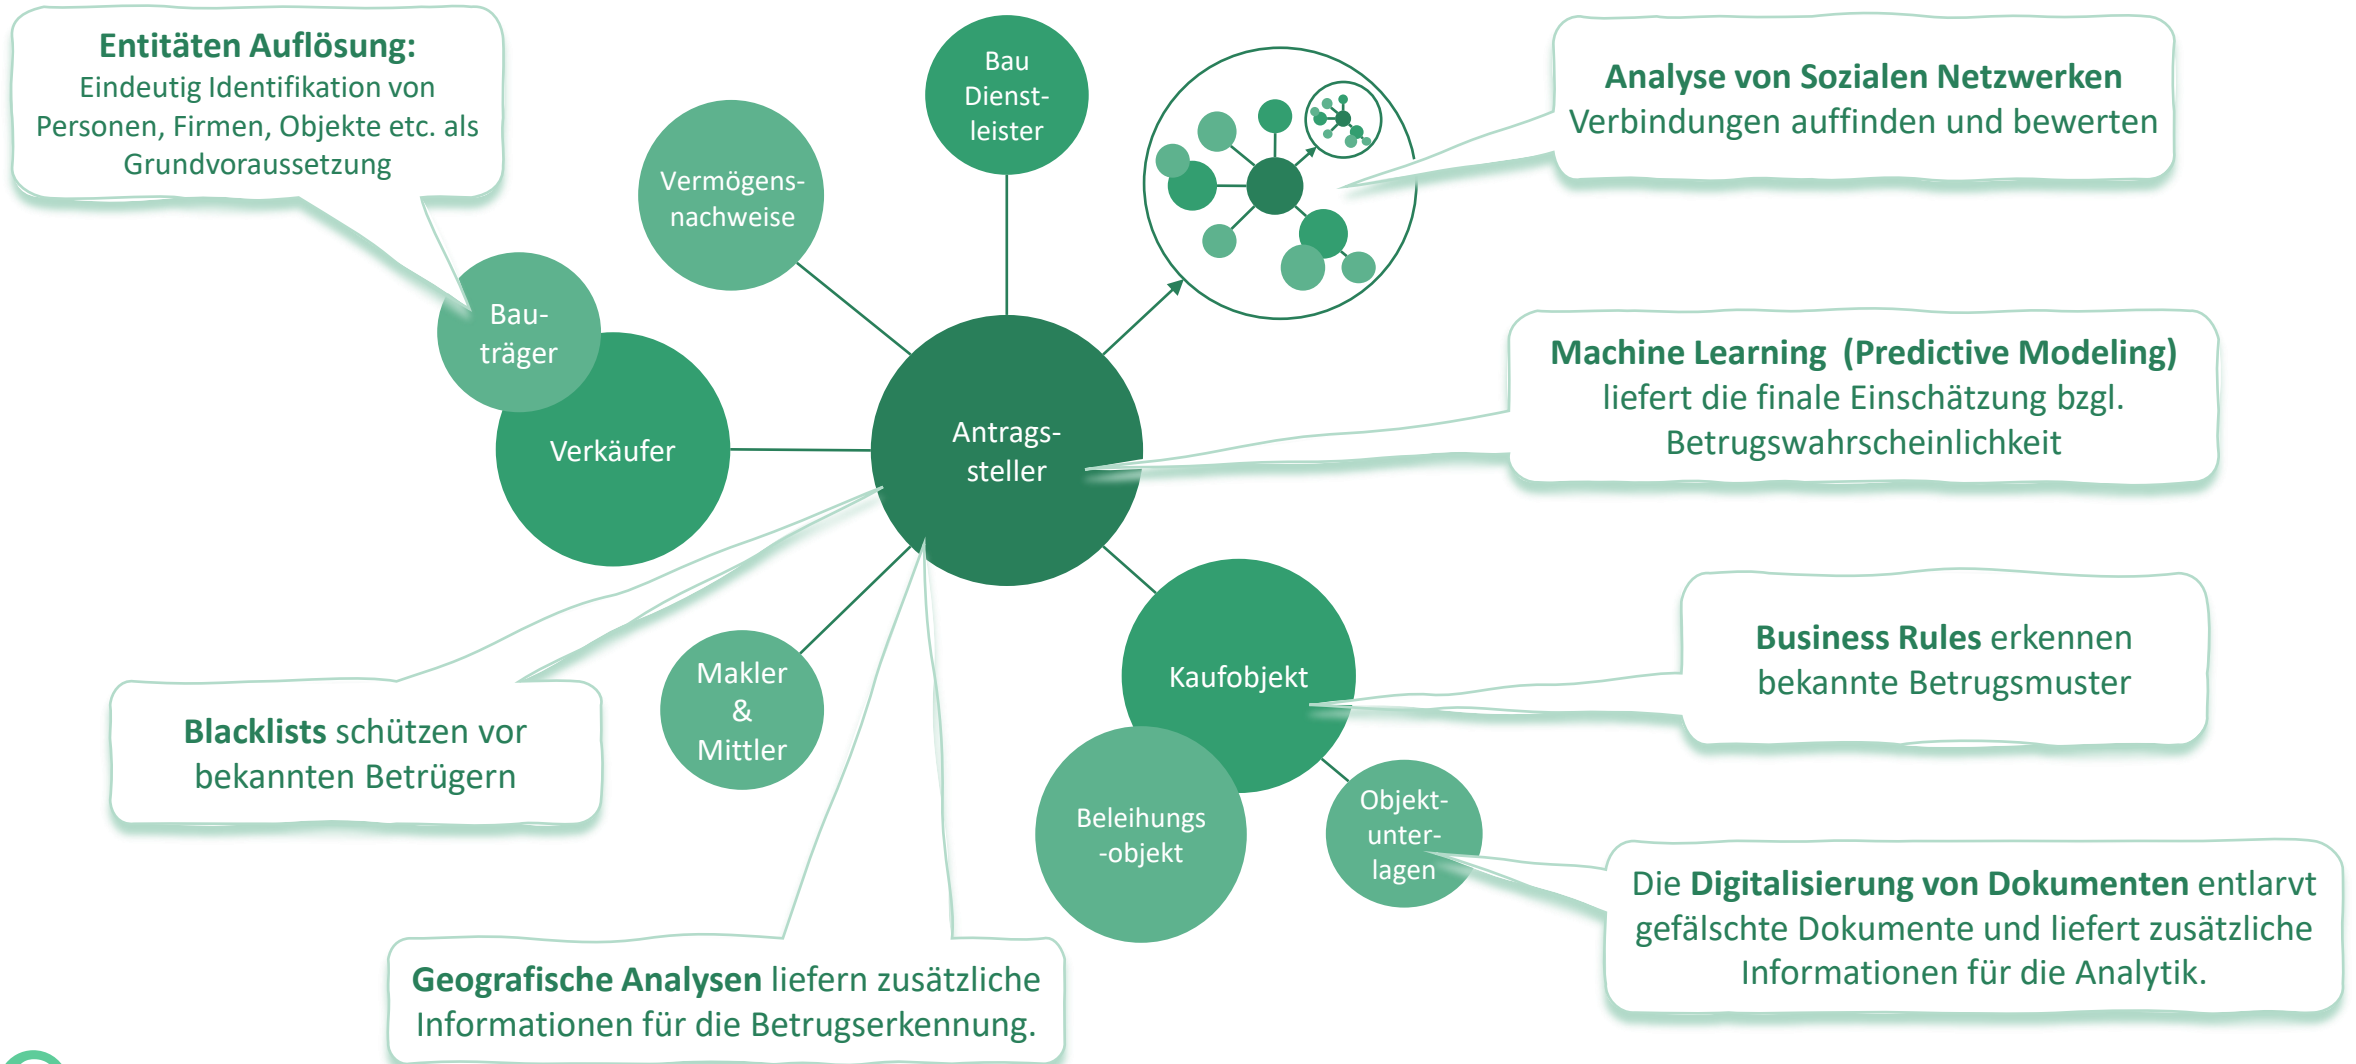 Entitäten Auflösung:
Eindeutig Identifikation von
Personen, Firmen, Objekte etc. als
Grundvoraussetzung
Bau
Dienst-
leister
Analyse von Sozialen Netzwerken
Verbindungen auffinden und bewerten
Vermögens-
nachweise
Bau-
träger
Verkäufer
Antrags-
steller
Machine Learning  (Predictive Modeling)
liefert die finale Einschätzung bzgl.
Betrugswahrscheinlichkeit
Business Rules erkennen
bekannte Betrugsmuster
Makler
&
Mittler
Kaufobjekt
Blacklists schützen vor
bekannten Betrügern
Beleihungs
-objekt
Objekt-
unter-
lagen
Die Digitalisierung von Dokumenten entlarvt
gefälschte Dokumente und liefert zusätzliche
Informationen für die Analytik.
Geografische Analysen liefern zusätzliche
Informationen für die Betrugserkennung.